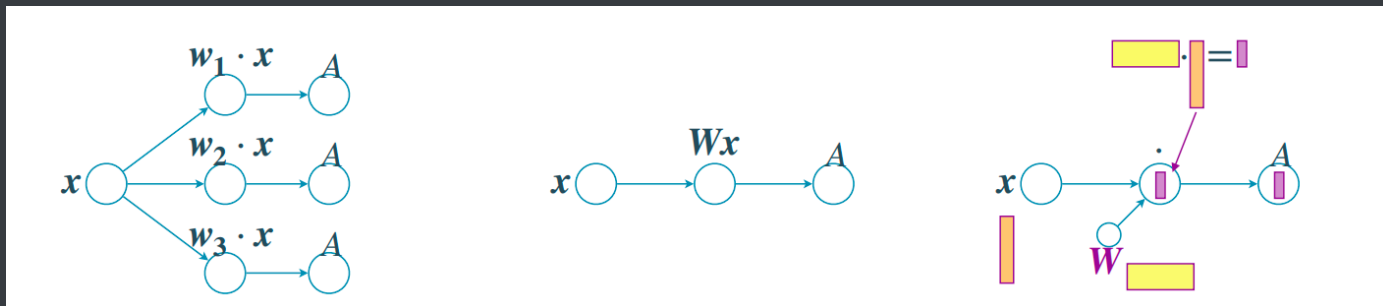 w₁ · x A
w₂ · x A
x
w₃ · x A
Wx A
x
· =
· A
x
W